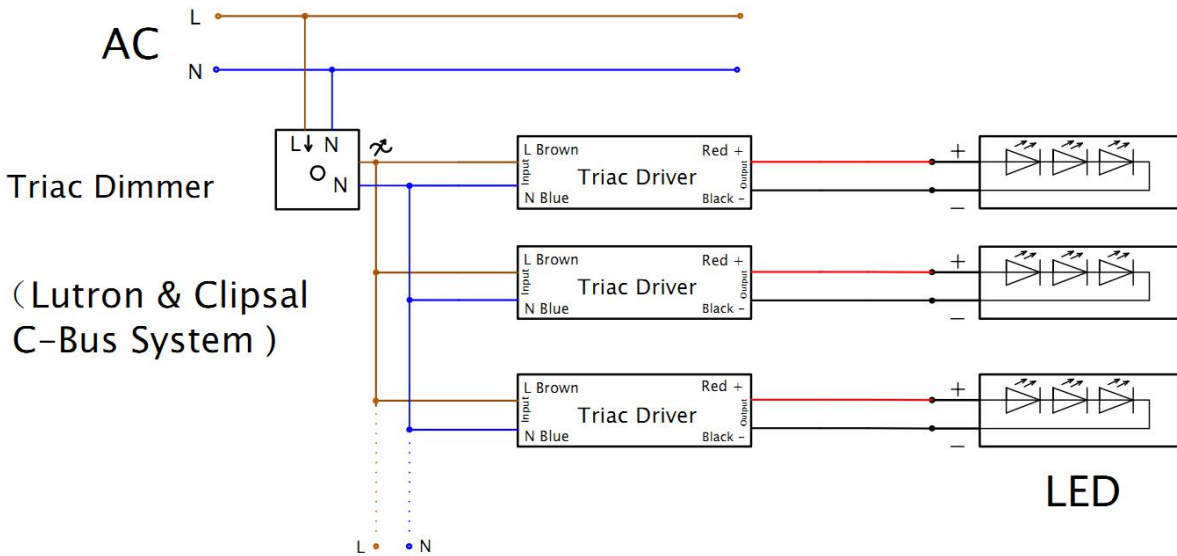 L
AC
N
L N
N
Triac Dimmer
（Lutron & Clipsal
C-Bus System )
L Brown
Input
N Blue
Triac Driver
Red +
Output
Black -
+
−
L Brown
Input
N Blue
Triac Driver
Red +
Output
Black -
+
−
L Brown
Input
N Blue
Triac Driver
Red +
Output
Black -
+
−
LED
L N